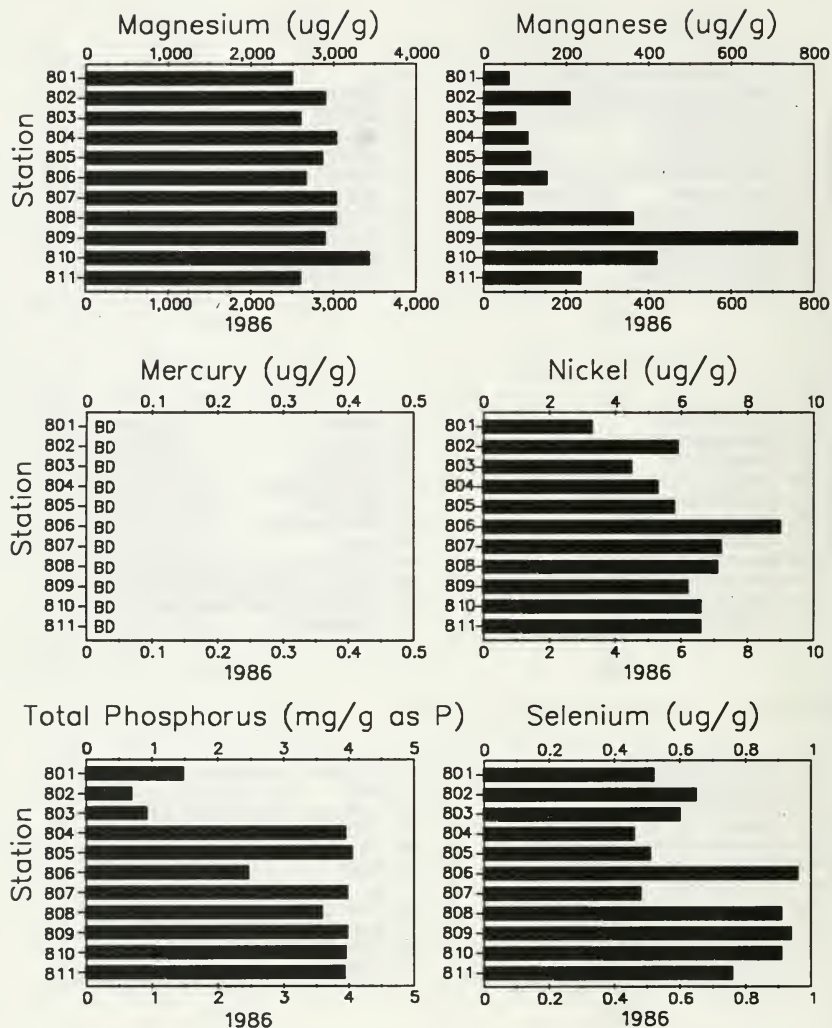 Magnesium (ug/g)
0 1,000 2,000 3,000 4,000
Station
801
802
803
804
805
806
807
808
809
810
811
0 1,000 2,000 3,000 4,000
1986
Manganese (ug/g)
0 200 400 600 800
801
802
803
804
805
806
807
808
809
810
811
0 200 400 600 800
1986
Mercury (ug/g)
0 0.1 0.2 0.3 0.4 0.5
Station
801 BD
802 BD
803 BD
804 BD
805 BD
806 BD
807 BD
808 BD
809 BD
810 BD
811 BD
0 0.1 0.2 0.3 0.4 0.5
1986
Nickel (ug/g)
0 2 4 6 8 10
801
802
803
804
805
806
807
808
809
810
811
0 2 4 6 8 10
1986
Total Phosphorus (mg/g as P)
0 1 2 3 4 5
Station
801
802
803
804
805
806
807
808
809
810
811
0 1 2 3 4 5
1986
Selenium (ug/g)
0 0.2 0.4 0.6 0.8 1
801
802
803
804
805
806
807
808
809
810
811
0 0.2 0.4 0.6 0.8 1
1986